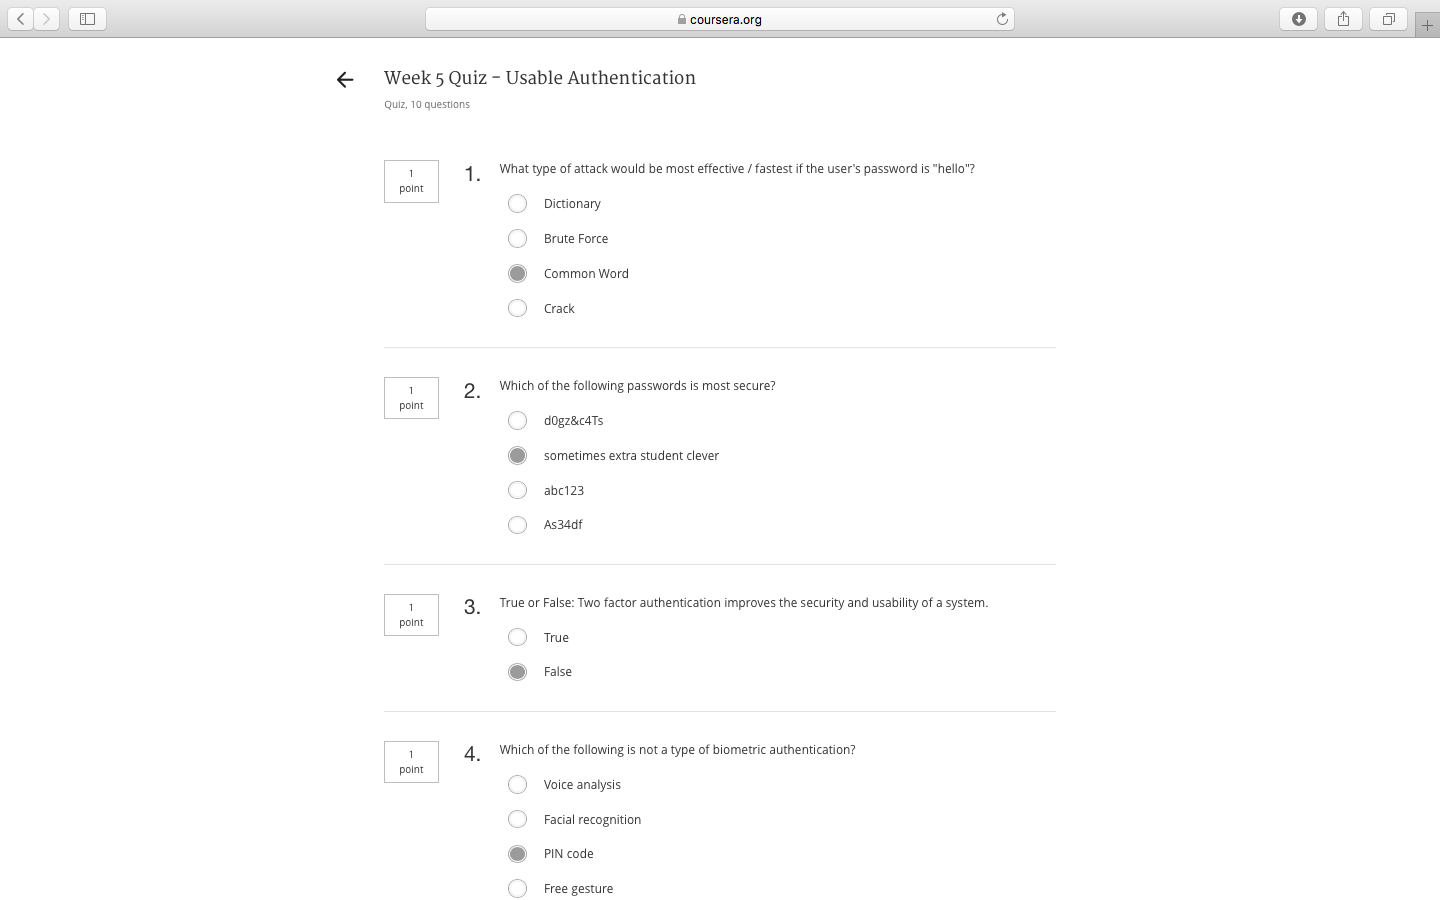 coursera.org
Week 5 Quiz - Usable Authentication
Quiz, 10 questions
1
point
1.
What type of attack would be most effective / fastest if the user's password is "hello"?
Dictionary
Brute Force
Common Word
Crack
1
point
2.
Which of the following passwords is most secure?
d0gz&c4Ts
sometimes extra student clever
abc123
As34df
1
point
3.
True or False: Two factor authentication improves the security and usability of a system.
True
False
1
point
4.
Which of the following is not a type of biometric authentication?
Voice analysis
Facial recognition
PIN code
Free gesture